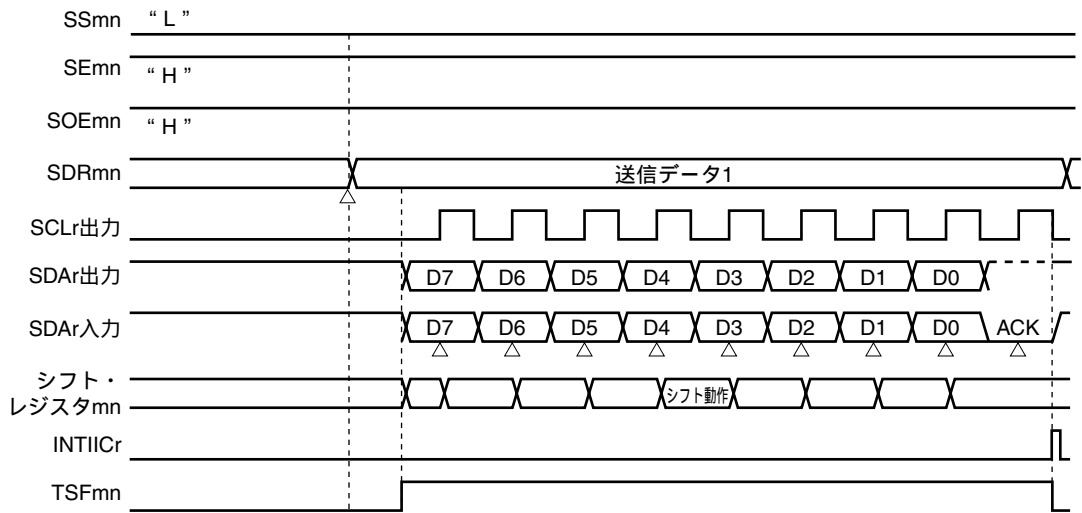 SSmn “ L ”
SEmn “ H ”
SOEmn “ H ”
SDRmn 送信データ1
SCLr出力
SDAr出力 D7 D6 D5 D4 D3 D2 D1 D0
SDAr入力 D7 D6 D5 D4 D3 D2 D1 D0 ACK
シフト・
レジスタmn シフト動作
INTIICr
TSFmn